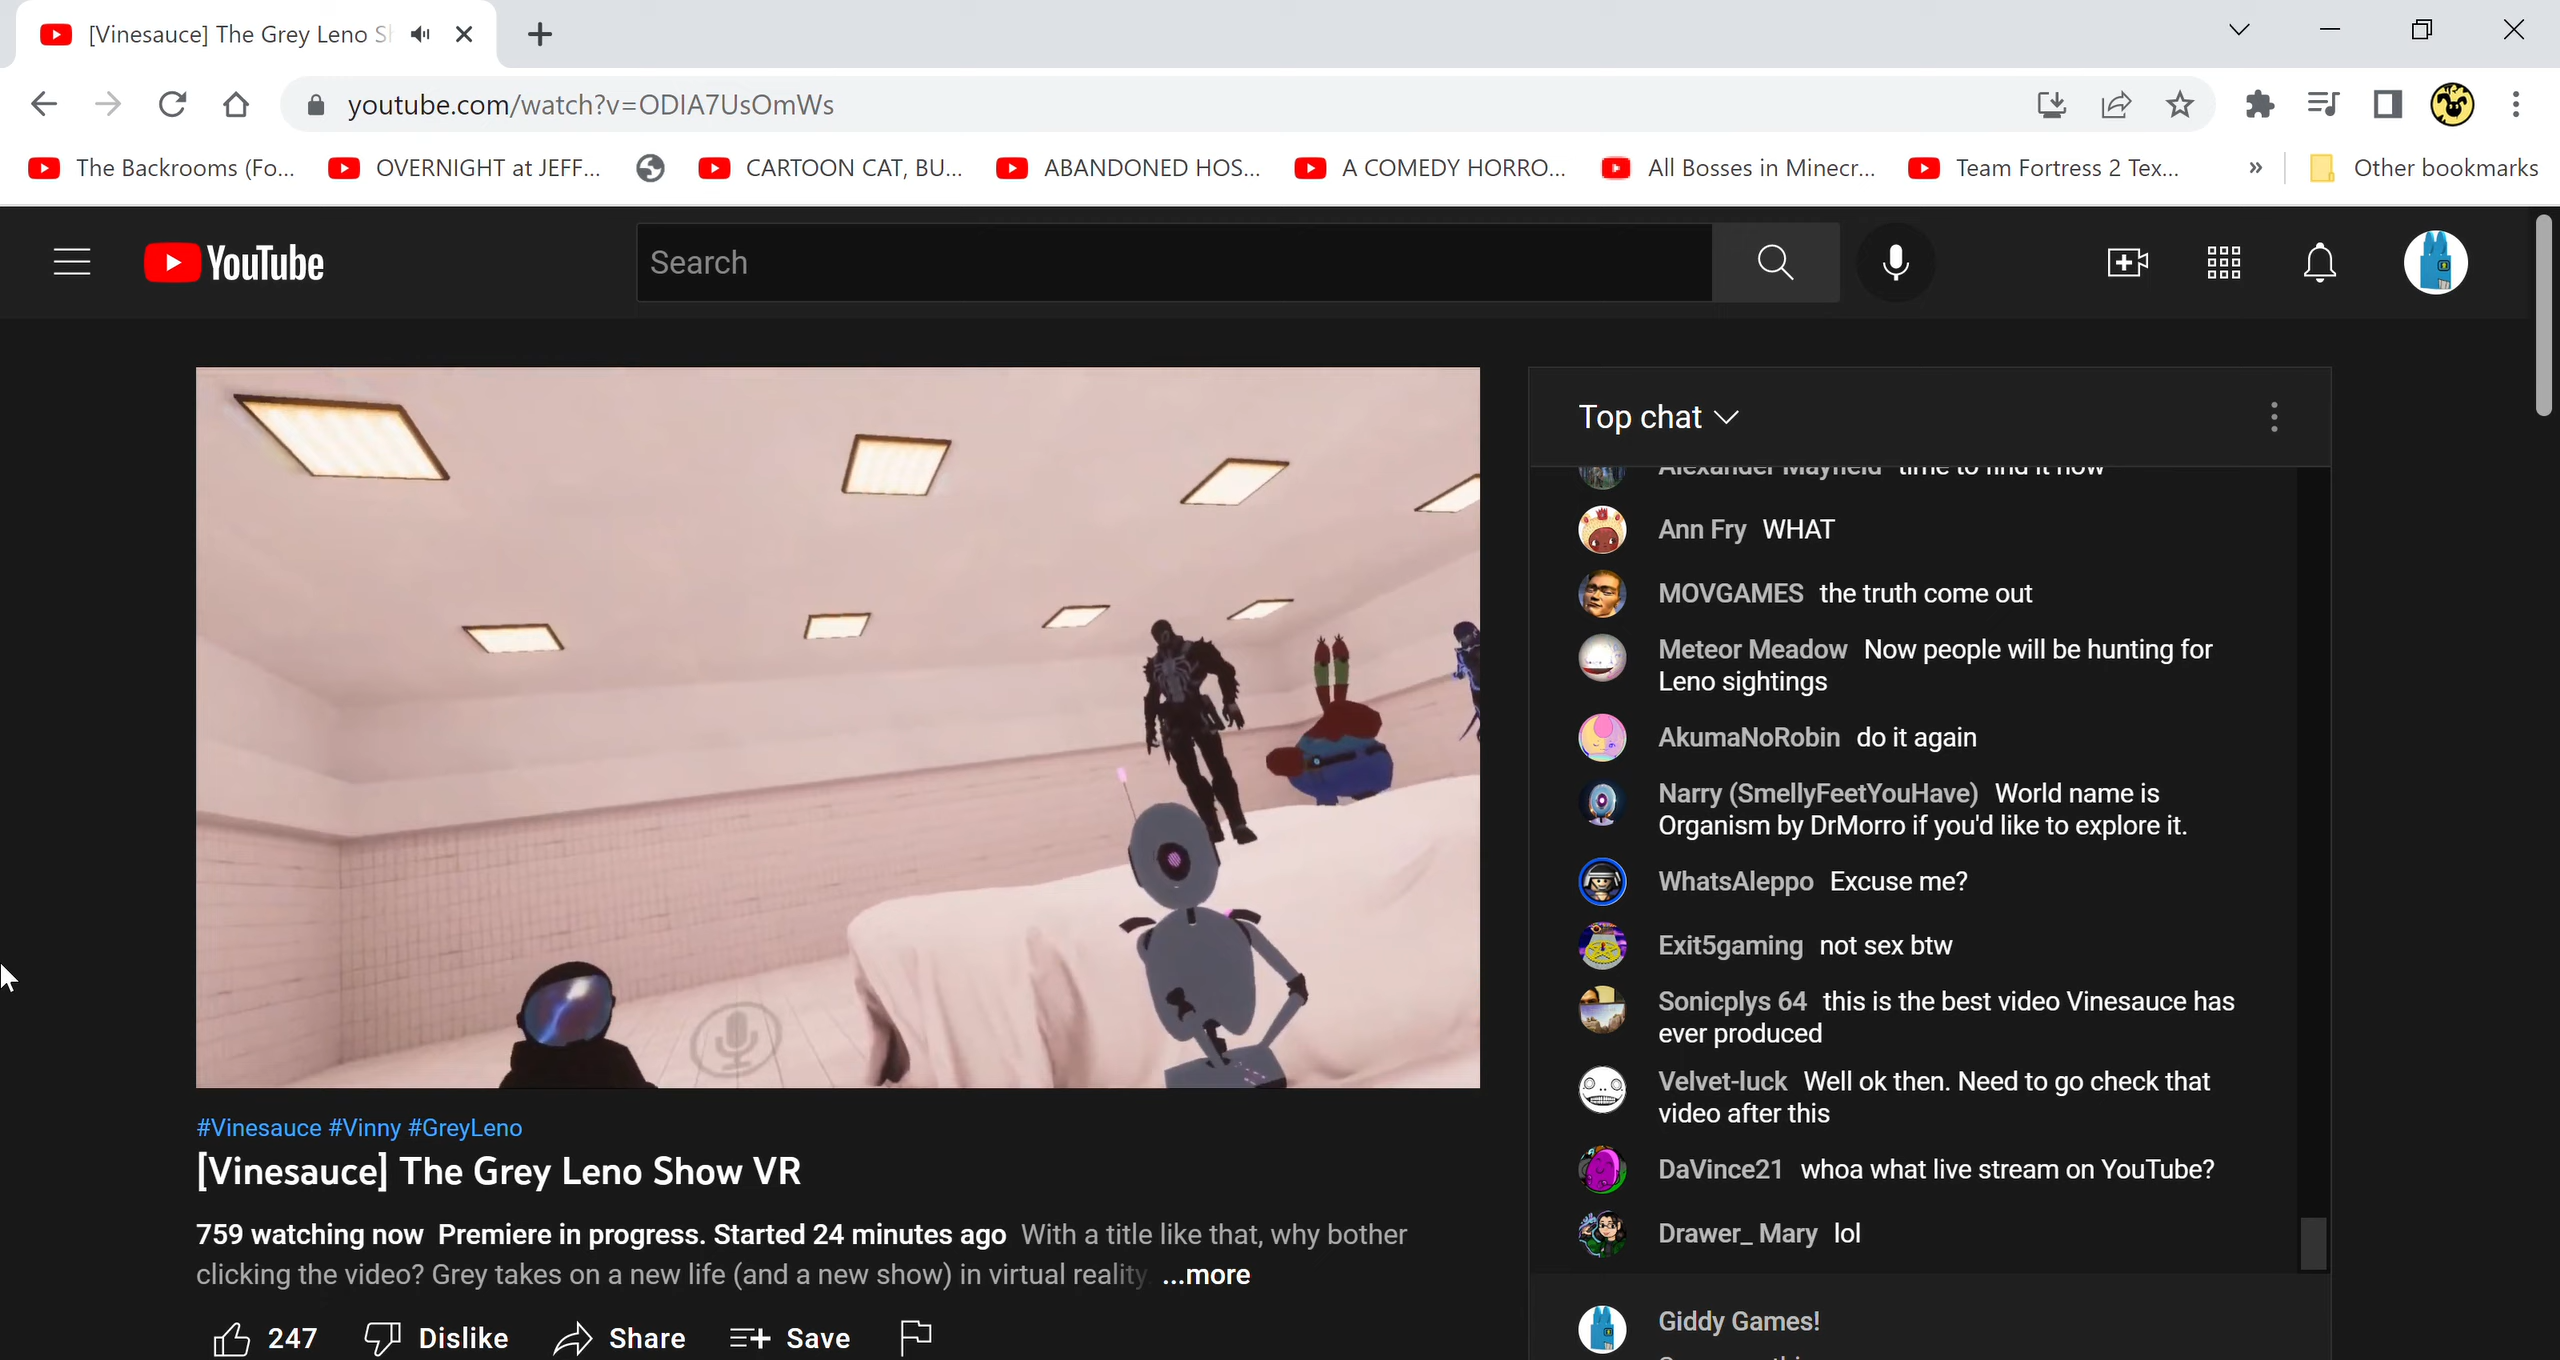 [Vinesauce] The Grey Leno S
youtube.com/watch?v=ODIA7UsOmWs
The Backrooms (Fo...
OVERNIGHT at JEFF...
CARTOON CAT, BU...
ABANDONED HOS...
A COMEDY HORRO...
All Bosses in Minecr...
Team Fortress 2 Tex...
»
Other bookmarks
YouTube
Search
#Vinesauce #Vinny #GreyLeno
[Vinesauce] The Grey Leno Show VR
759 watching now Premiere in progress. Started 24 minutes ago With a title like that, why bother
clicking the video? Grey takes on a new life (and a new show) in virtual reality ...more
247
Dislike
Share
Save
Top chat
Alexander Mayfield time to find it now
Ann Fry WHAT
MOVGAMES the truth come out
Meteor Meadow Now people will be hunting for
Leno sightings
AkumaNoRobin do it again
Narry (SmellyFeetYouHave) World name is
Organism by DrMorro if you'd like to explore it.
WhatsAleppo Excuse me?
Exit5gaming not sex btw
Sonicplys 64 this is the best video Vinesauce has
ever produced
Velvet-luck Well ok then. Need to go check that
video after this
DaVince21 whoa what live stream on YouTube?
Drawer_ Mary lol
Giddy Games!